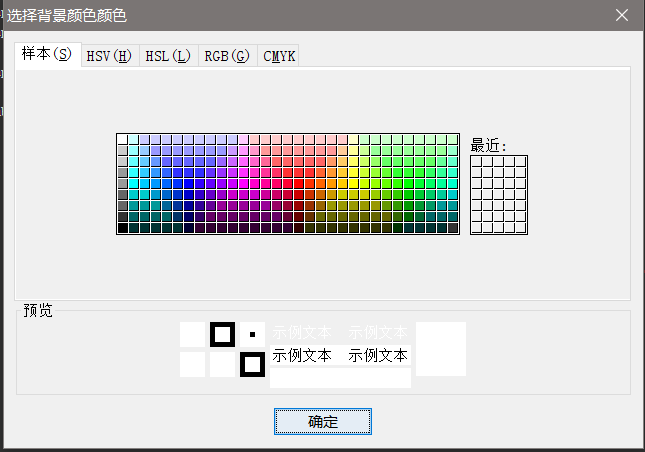 选择背景颜色颜色
样本(S) HSV(H) HSL(L) RGB(G) CMYK
最近:
预览
示例文本 示例文本
示例文本 示例文本
确定